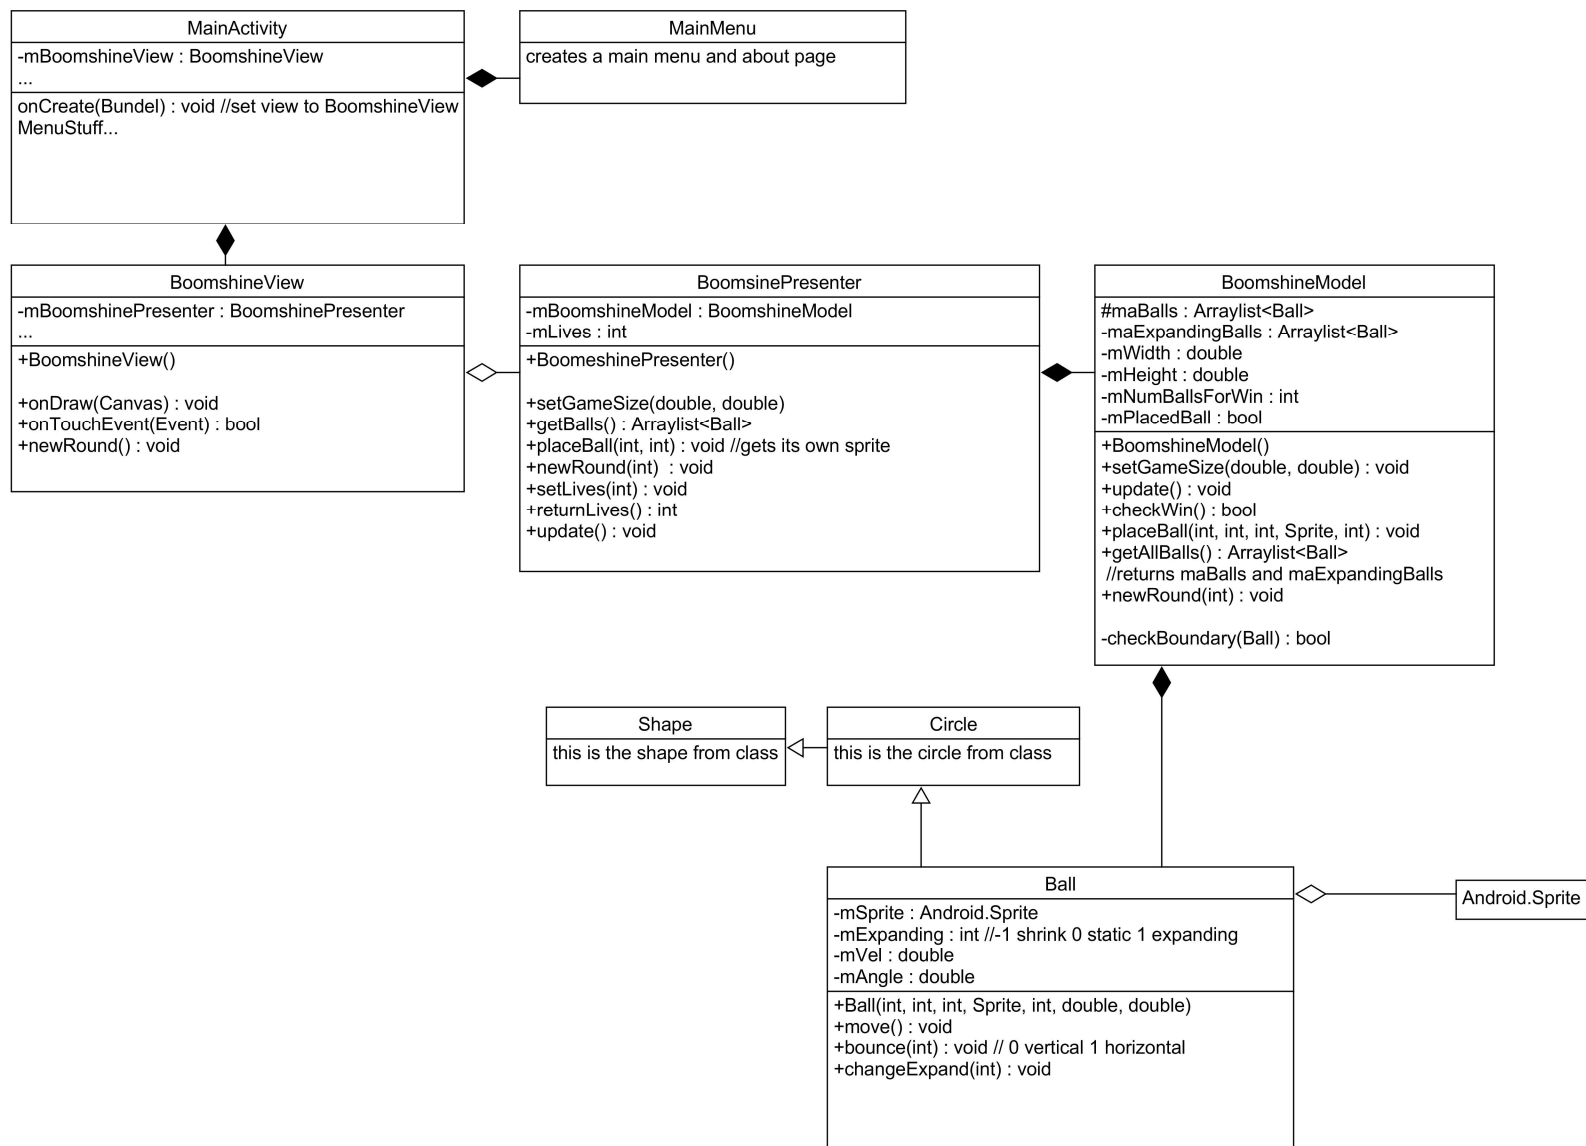 MainActivity
-mBoomshineView : BoomshineView
...
onCreate(Bundel) : void //set view to BoomshineView
MenuStuff...
MainMenu
creates a main menu and about page
BoomshineView
-mBoomshinePresenter : BoomshinePresenter
...
+BoomshineView()
+onDraw(Canvas) : void
+onTouchEvent(Event) : bool
+newRound() : void
BoomsinePresenter
-mBoomshineModel : BoomshineModel
-mLives : int
+BoomeshinePresenter()
+setGameSize(double, double)
+getBalls() : Arraylist<Ball>
+placeBall(int, int) : void //gets its own sprite
+newRound(int)  : void
+setLives(int) : void
+returnLives() : int
+update() : void
BoomshineModel
#maBalls : Arraylist<Ball>
-maExpandingBalls : Arraylist<Ball>
-mWidth : double
-mHeight : double
-mNumBallsForWin : int
-mPlacedBall : bool
+BoomshineModel()
+setGameSize(double, double) : void
+update() : void
+checkWin() : bool
+placeBall(int, int, int, Sprite, int) : void
+getAllBalls() : Arraylist<Ball>
//returns maBalls and maExpandingBalls
+newRound(int) : void
-checkBoundary(Ball) : bool
Shape
this is the shape from class
Circle
this is the circle from class
Ball
-mSprite : Android.Sprite
-mExpanding : int //-1 shrink 0 static 1 expanding
-mVel : double
-mAngle : double
+Ball(int, int, int, Sprite, int, double, double)
+move() : void
+bounce(int) : void // 0 vertical 1 horizontal
+changeExpand(int) : void
Android.Sprite